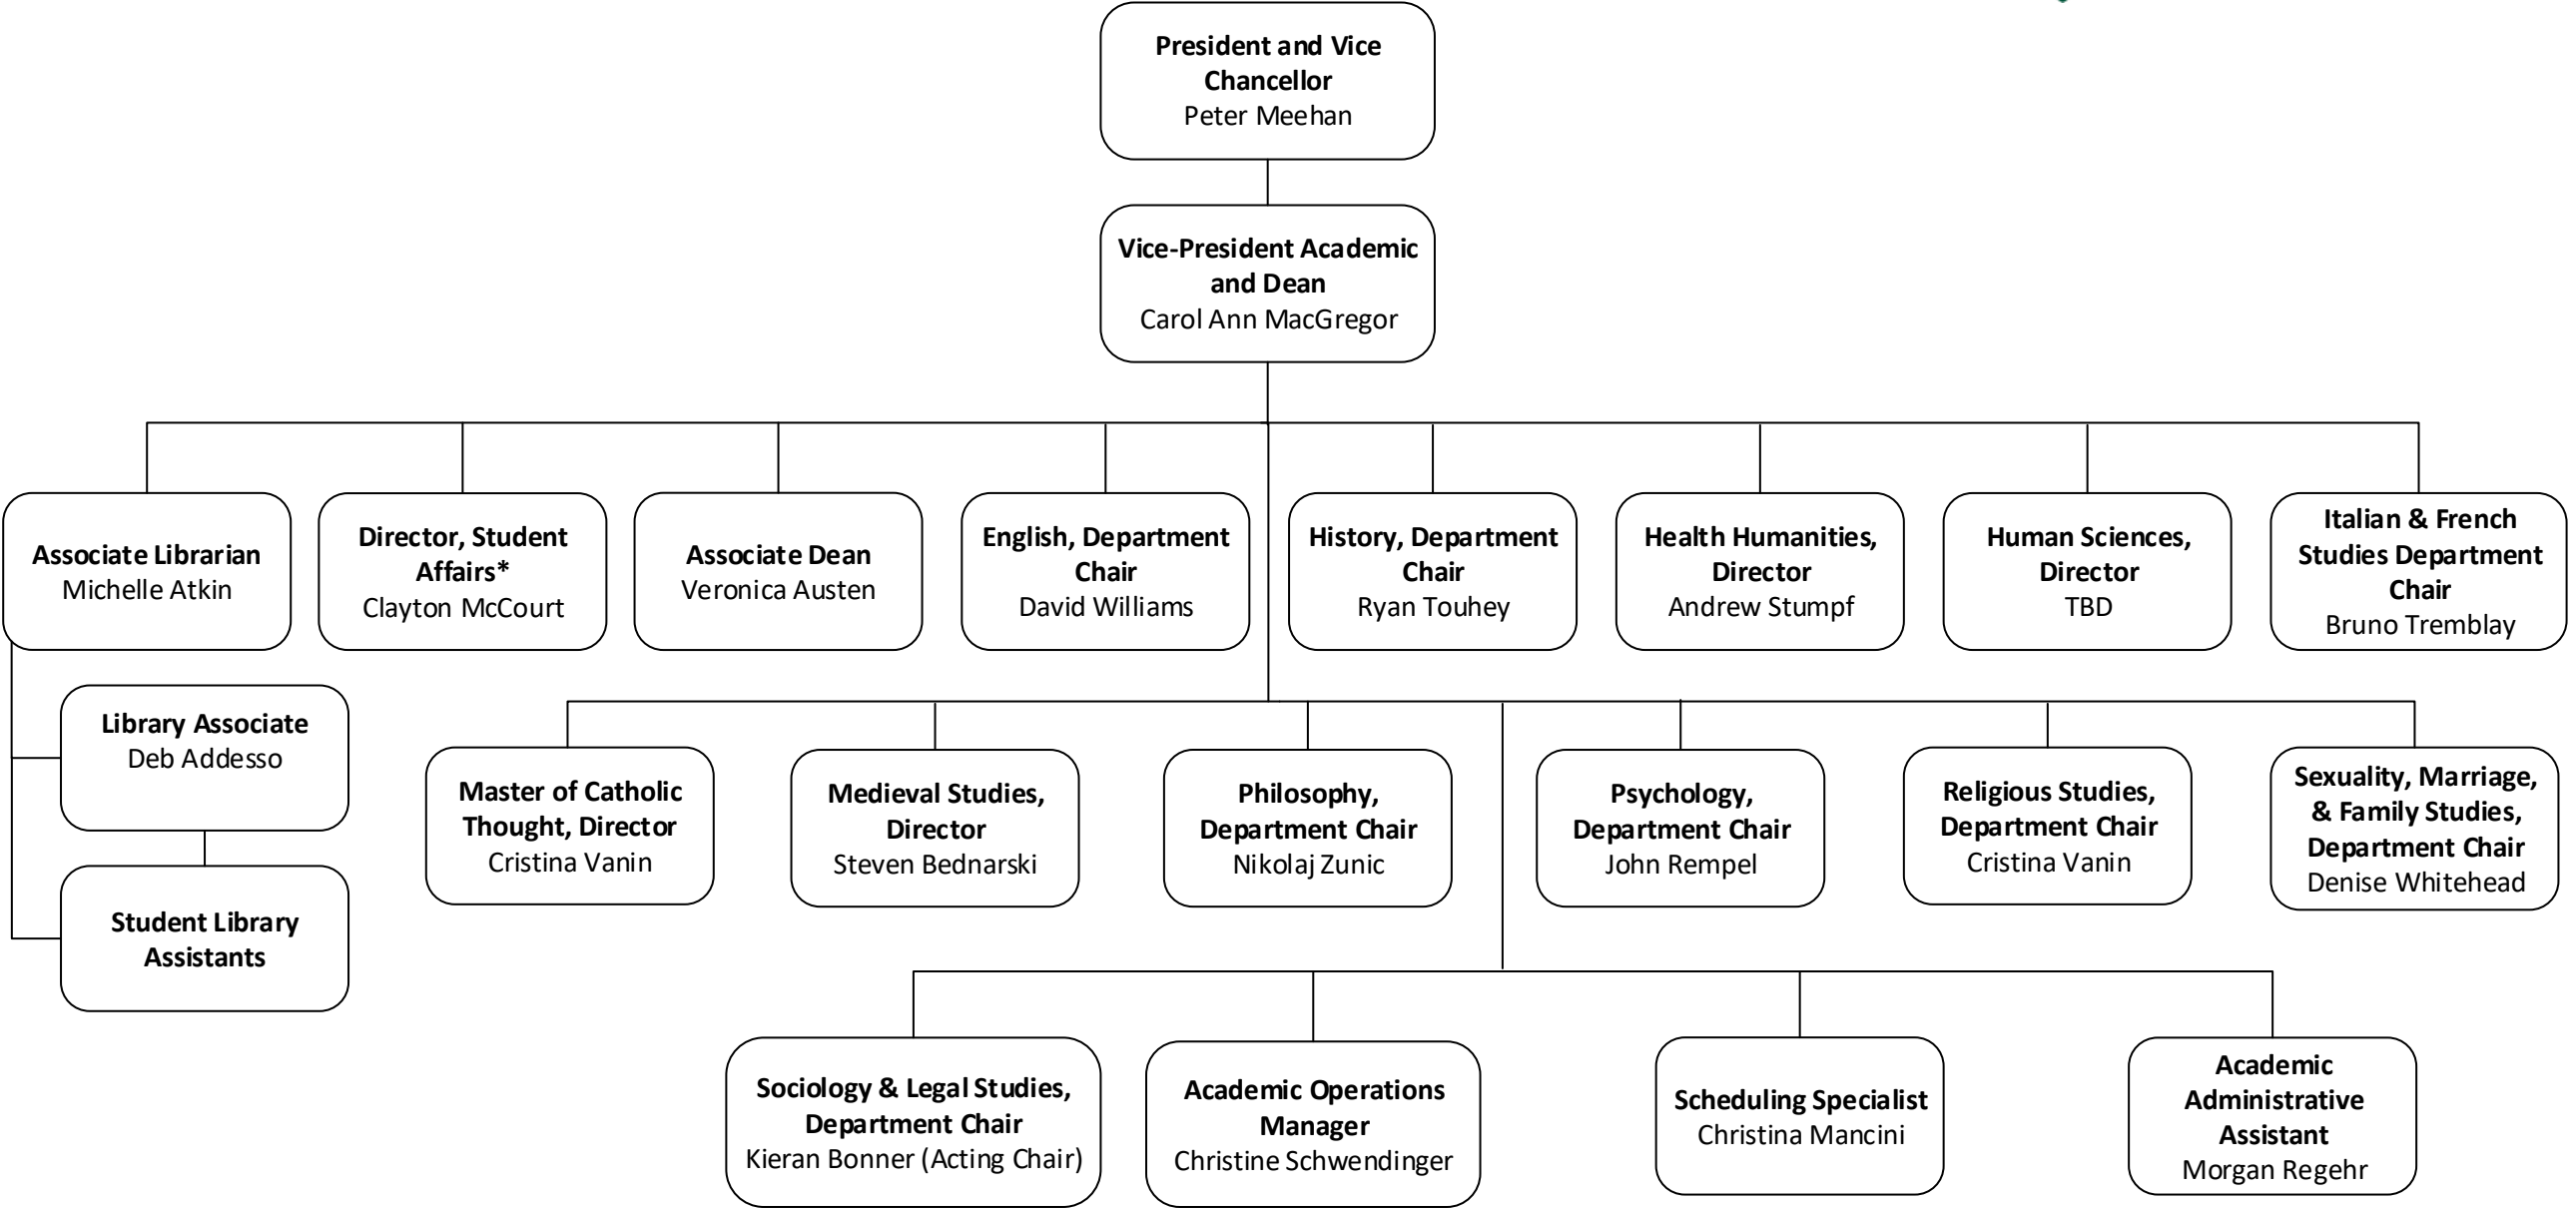 President and Vice
Chancellor
Peter Meehan
Vice-President Academic
and Dean
Carol Ann MacGregor
Associate Librarian
Michelle Atkin
Director, Student
Affairs*
Clayton McCourt
Associate Dean
Veronica Austen
English, Department
Chair
David Williams
History, Department
Chair
Ryan Touhey
Health Humanities,
Director
Andrew Stumpf
Human Sciences,
Director
TBD
Italian & French
Studies Department
Chair
Bruno Tremblay
Library Associate
Deb Addesso
Student Library
Assistants
Master of Catholic
Thought, Director
Cristina Vanin
Medieval Studies,
Director
Steven Bednarski
Philosophy,
Department Chair
Nikolaj Zunic
Psychology,
Department Chair
John Rempel
Religious Studies,
Department Chair
Cristina Vanin
Sexuality, Marriage,
& Family Studies,
Department Chair
Denise Whitehead
Sociology & Legal Studies,
Department Chair
Kieran Bonner (Acting Chair)
Academic Operations
Manager
Christine Schwendinger
Scheduling Specialist
Christina Mancini
Academic
Administrative
Assistant
Morgan Regehr